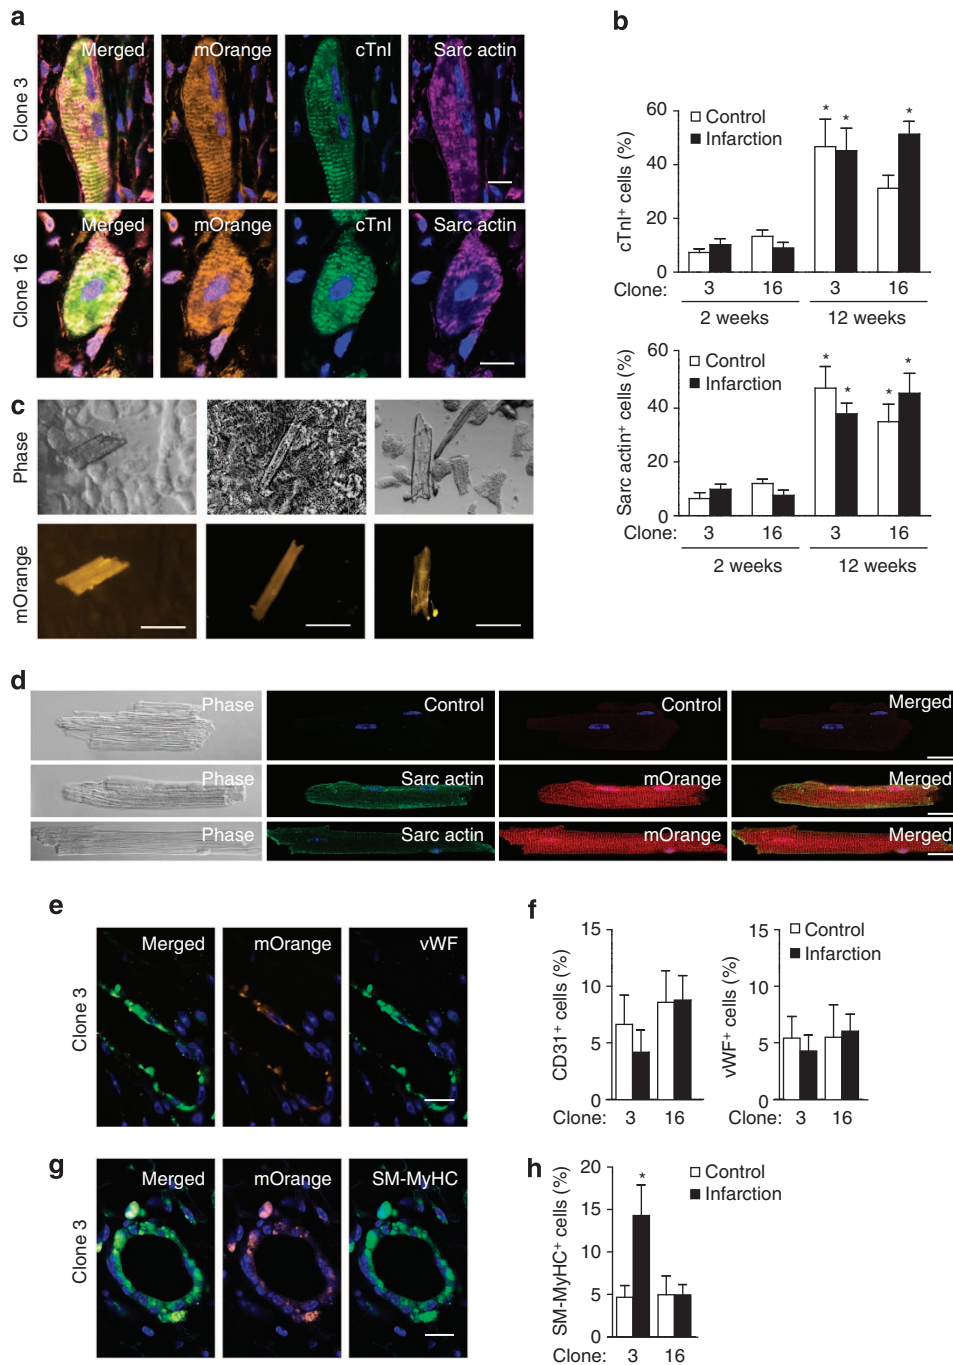 a
Merged mOrange cTnI Sarc actin
Clone 3
Merged mOrange cTnI Sarc actin
Clone 16
b
60
40
20
0
cTnI+ cells (%)
Control
Infarction
* * *
Clone: 3 16 3 16
2 weeks 12 weeks
60
40
20
0
Sarc actin+ cells (%)
Control
Infarction
* * * *
Clone: 3 16 3 16
2 weeks 12 weeks
c
Phase
mOrange
d
Phase Control Control Merged
Phase Sarc actin mOrange Merged
Phase Sarc actin mOrange Merged
e
Merged mOrange vWF
Clone 3
f
15
10
5
0
CD31+ cells (%)
Clone: 3 16
15
10
5
0
vWF+ cells (%)
Control
Infarction
Clone: 3 16
g
Merged mOrange SM-MyHC
Clone 3
h
20
15
10
5
0
SM-MyHC+ cells (%)
Control
Infarction
*
Clone: 3 16